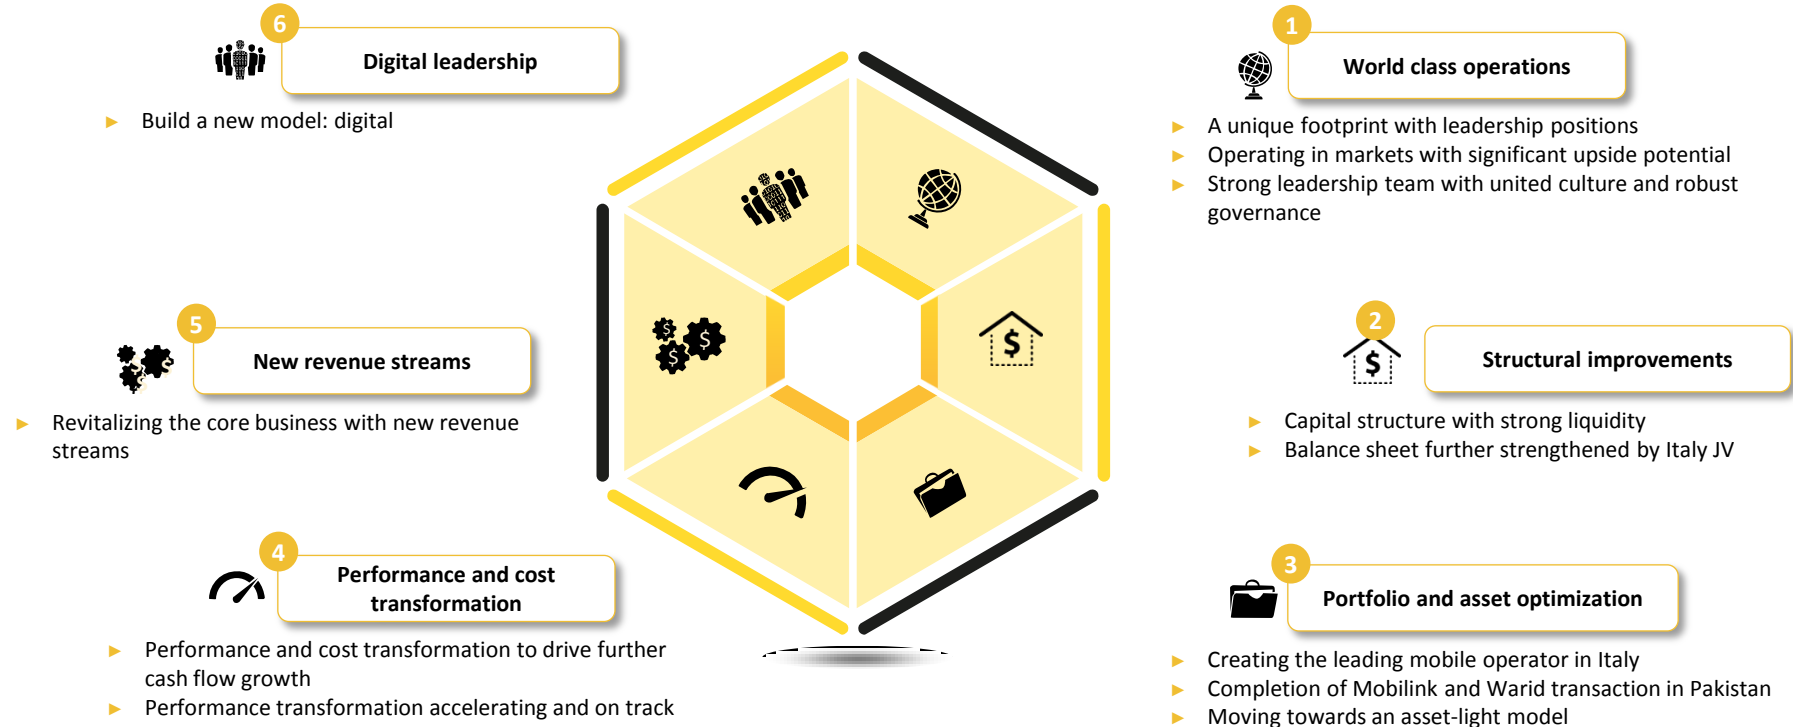 1
World class operations
► A unique footprint with leadership positions
► Operating in markets with significant upside potential
► Strong leadership team with united culture and robust
governance
2
$
Structural improvements
► Capital structure with strong liquidity
► Balance sheet further strengthened by Italy JV
3
Portfolio and asset optimization
► Creating the leading mobile operator in Italy
► Completion of Mobilink and Warid transaction in Pakistan
► Moving towards an asset-light model
4
Performance and cost
transformation
► Performance and cost transformation to drive further
cash flow growth
► Performance transformation accelerating and on track
5
New revenue streams
► Revitalizing the core business with new revenue
streams
6
Digital leadership
► Build a new model: digital
$
$
$
$